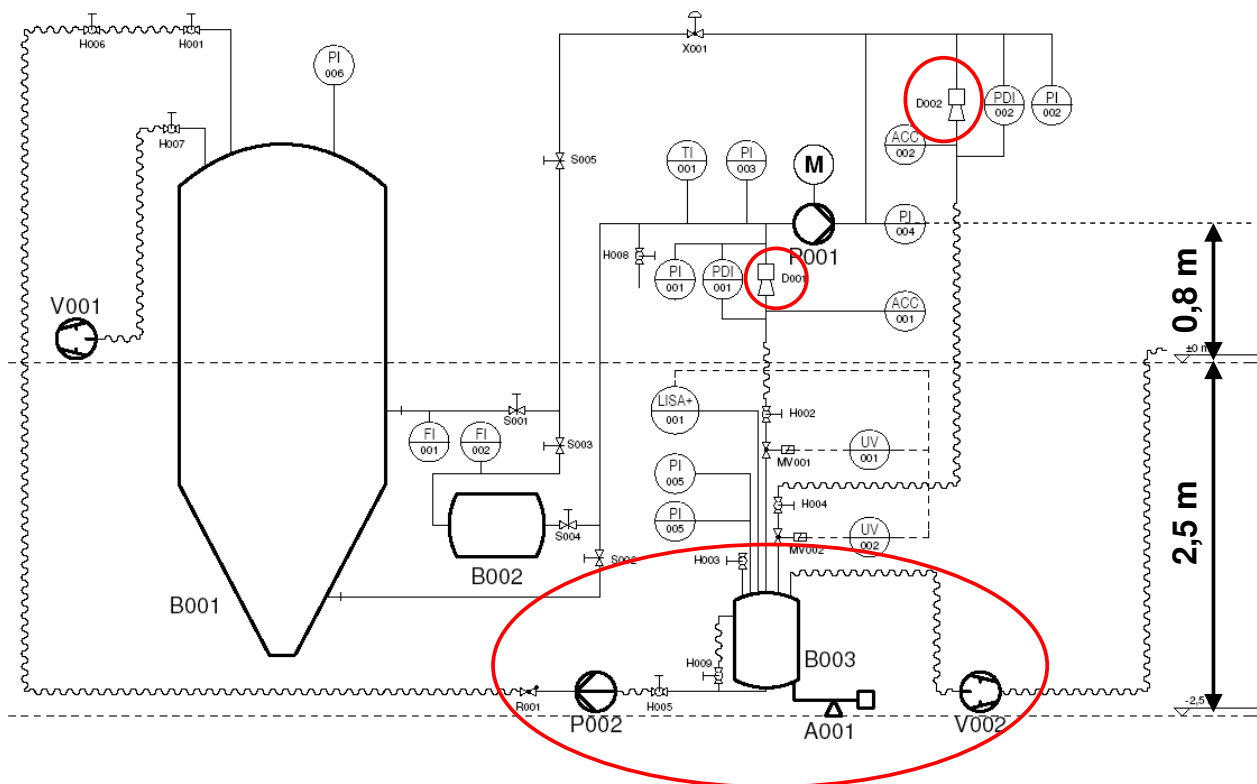 H006
H001
X001
PI
006
D002
PDI
002
PI
002
H007
ACC
002
S005
TI
001
PI
003
M
PI
004
P001
H008
PI
001
PDI
001
D001
ACC
001
0,8 m
V001
±0
LISA+
001
H002
S001
S003
FI
001
FI
002
MV001
UV
001
PI
005
PI
005
H004
2,5 m
S004
MV002
UV
002
B002
S002
H003
B001
B003
H009
R001
H005
P002
A001
V002
-2,5